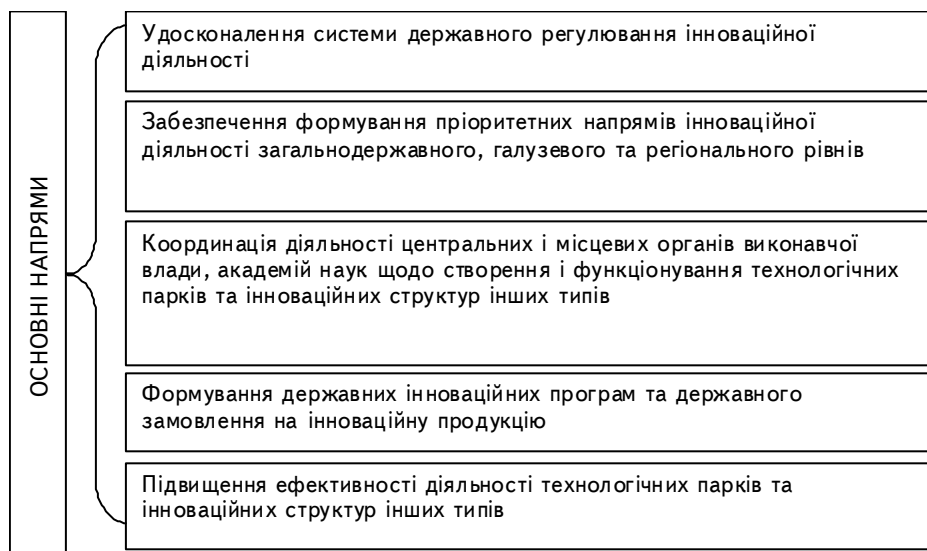 ОСНОВНІ НАПРЯМИ
Удосконалення системи державного регулювання інноваційної
діяльності
Забезпечення формування пріоритетних напрямів інноваційної
діяльності загальнодержавного, галузевого та регіонального рівнів
Координація діяльності центральних і місцевих органів виконавчої
влади, академій наук щодо створення і функціонування технологічних
парків та інноваційних структур інших типів
Формування державних інноваційних програм та державного
замовлення на інноваційну продукцію
Підвищення ефективності діяльності технологічних парків та
інноваційних структур інших типів